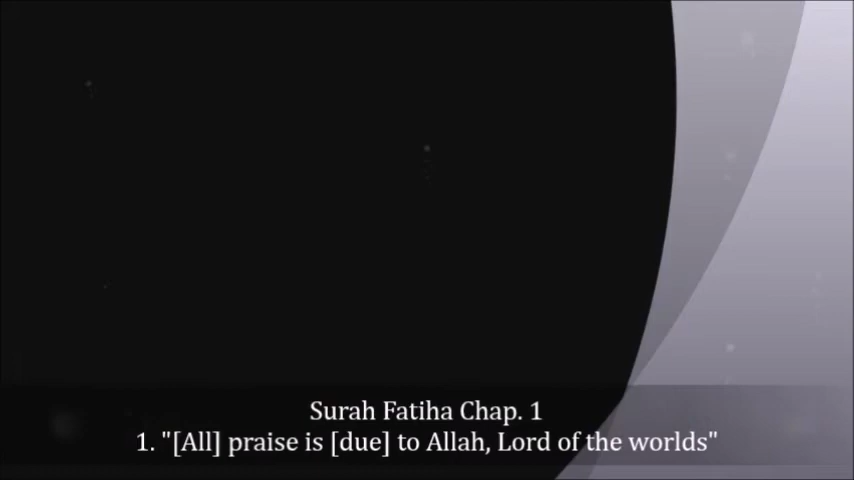 Surah Fatiha Chap. 1
1. "[All] praise is [due] to Allah, Lord of the worlds"